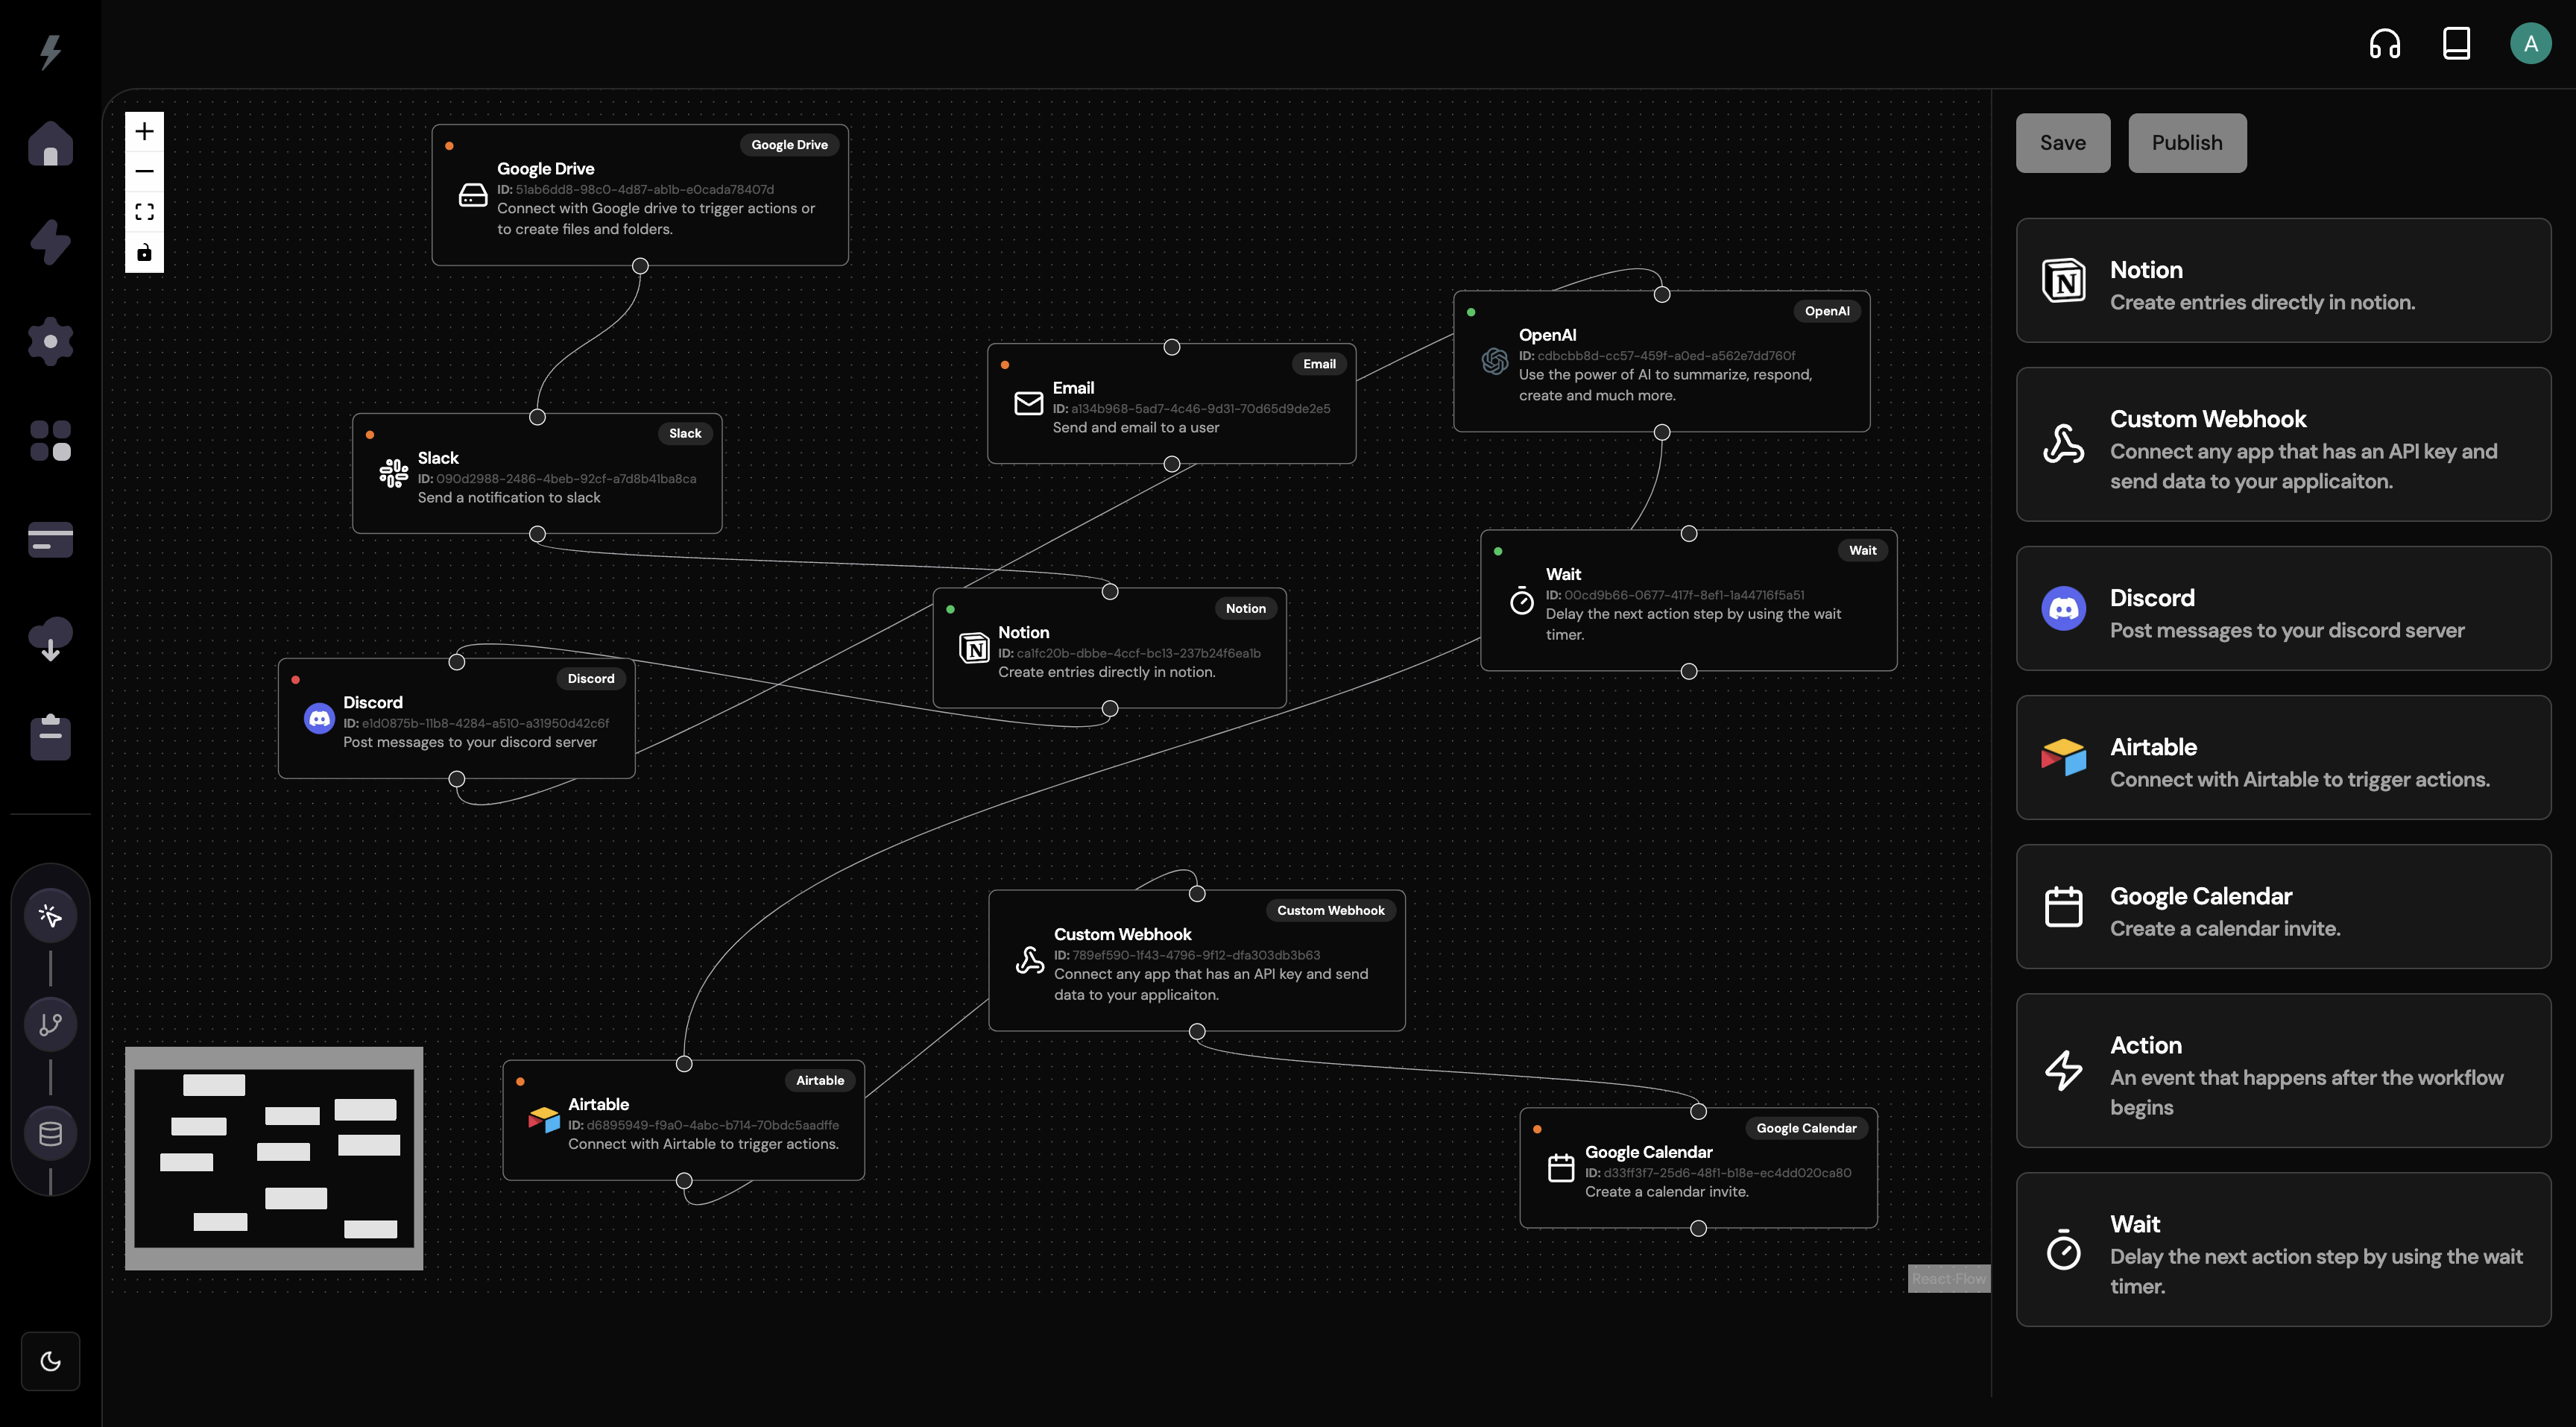 A
Google Drive
Google Drive
ID: 51ab6dd8-98c0-4d87-ab1b-e0cada78407d
Connect with Google drive to trigger actions or
to create files and folders.
OpenAI
OpenAI
ID: cdbcbb8d-cc57-459f-a0ed-a562e7dd760f
Use the power of AI to summarize, respond,
create and much more.
Email
Email
ID: a134b968-5ad7-4c46-9d31-70d65d9de2e5
Send and email to a user
Slack
Slack
ID: 090d2988-2486-4beb-92cf-a7d8b41ba8ca
Send a notification to slack
Wait
Wait
ID: 00cd9b66-0677-417f-8ef1-1a44716f5a51
Delay the next action step by using the wait
timer.
Notion
Notion
ID: ca1fc20b-dbbe-4ccf-bc13-237b24f6ea1b
Create entries directly in notion.
Discord
Discord
ID: e1d0875b-11b8-4284-a510-a31950d42c6f
Post messages to your discord server
Custom Webhook
Custom Webhook
ID: 789ef590-1f43-4796-9f12-dfa303db3b63
Connect any app that has an API key and send
data to your applicaiton.
Airtable
Airtable
ID: d6895949-f9a0-4abc-b714-70bdc5aadffe
Connect with Airtable to trigger actions.
Google Calendar
Google Calendar
ID: d33ff3f7-25d6-48f1-b18e-ec4dd020ca80
Create a calendar invite.
React Flow
Save
Publish
Notion
Create entries directly in notion.
Custom Webhook
Connect any app that has an API key and
send data to your applicaiton.
Discord
Post messages to your discord server
Airtable
Connect with Airtable to trigger actions.
Google Calendar
Create a calendar invite.
Action
An event that happens after the workflow
begins
Wait
Delay the next action step by using the wait
timer.